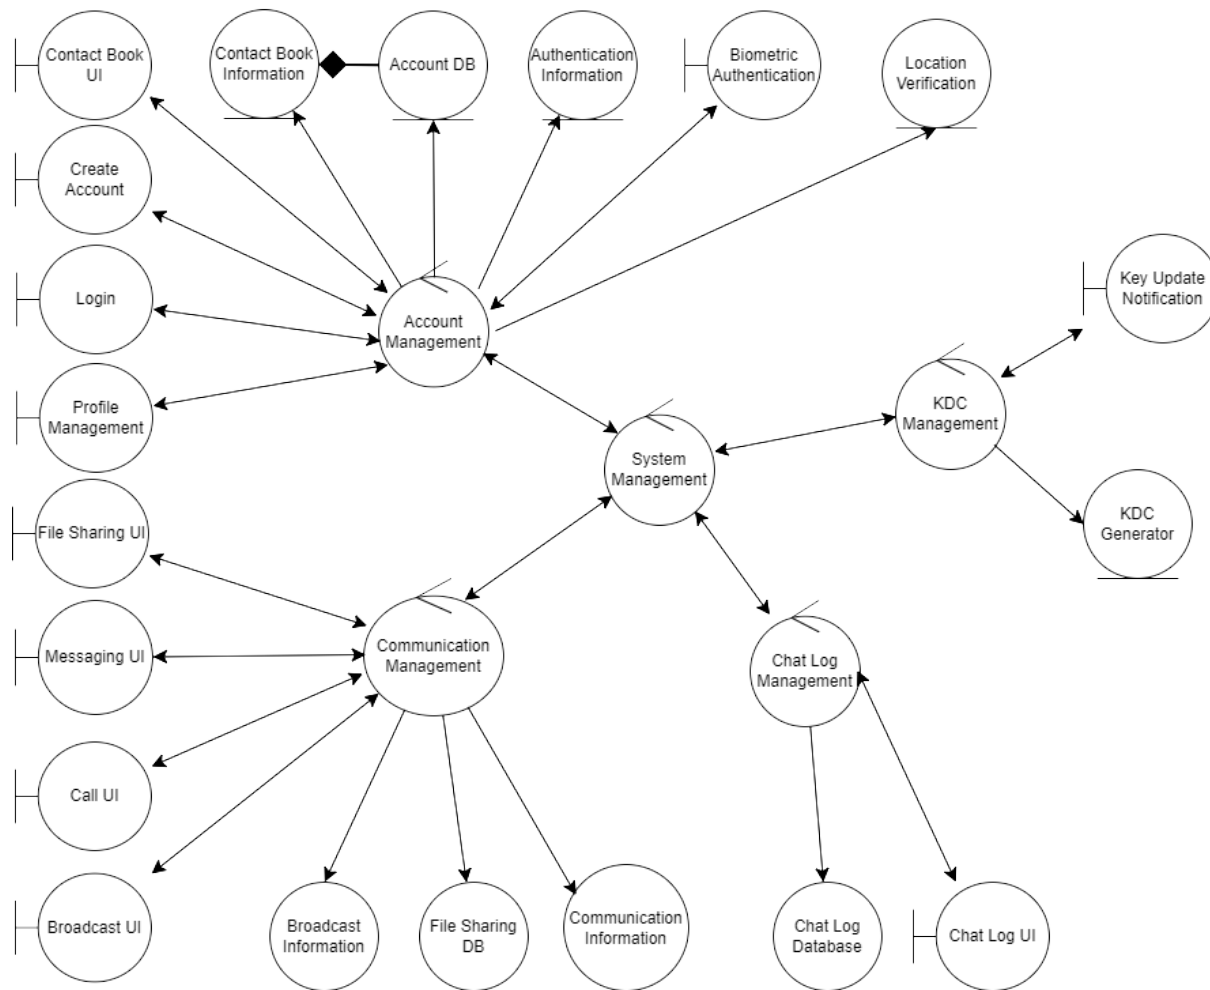 Contact Book
UI
Contact Book
Information
Account DB
Authentication
Information
Biometric
Authentication
Location
Verification
Create
Account
Login
Account
Management
Key Update
Notification
Profile
Management
KDC
Management
System
Management
File Sharing UI
KDC
Generator
Messaging UI
Communication
Management
Chat Log
Management
Call UI
Broadcast UI
Broadcast
Information
File Sharing
DB
Communication
Information
Chat Log
Database
Chat Log UI